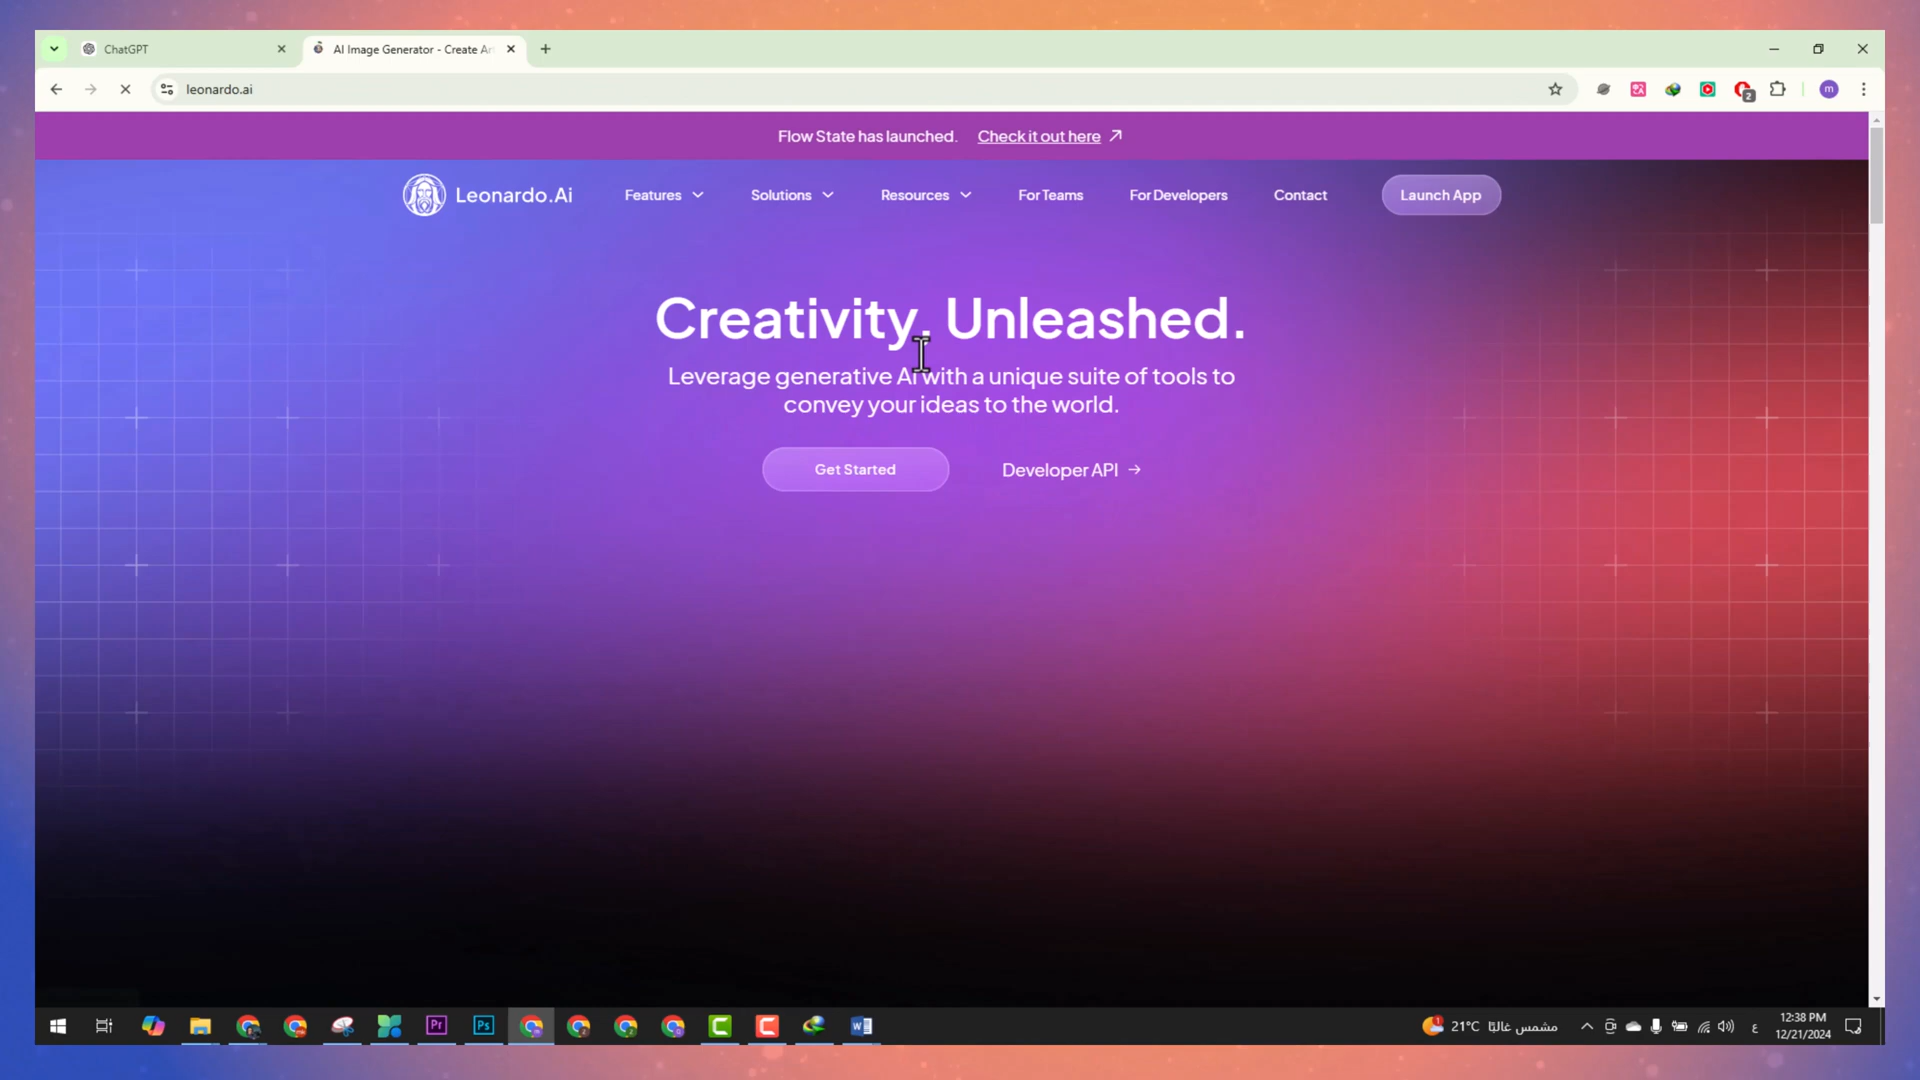 ChatGPT
AI Image Generator - Create Ar
leonardo.ai
2
m
Flow State has launched. Check it out here
Leonardo.Ai
Features
Solutions
Resources
For Teams
For Developers
Contact
Launch App
Creativity. Unleashed.
Leverage generative AI with a unique suite of tools to
convey your ideas to the world.
Get Started
Developer API →
Pr
Ps
21°C مشمس غالبًا
ع
12:38 PM
12/21/2024